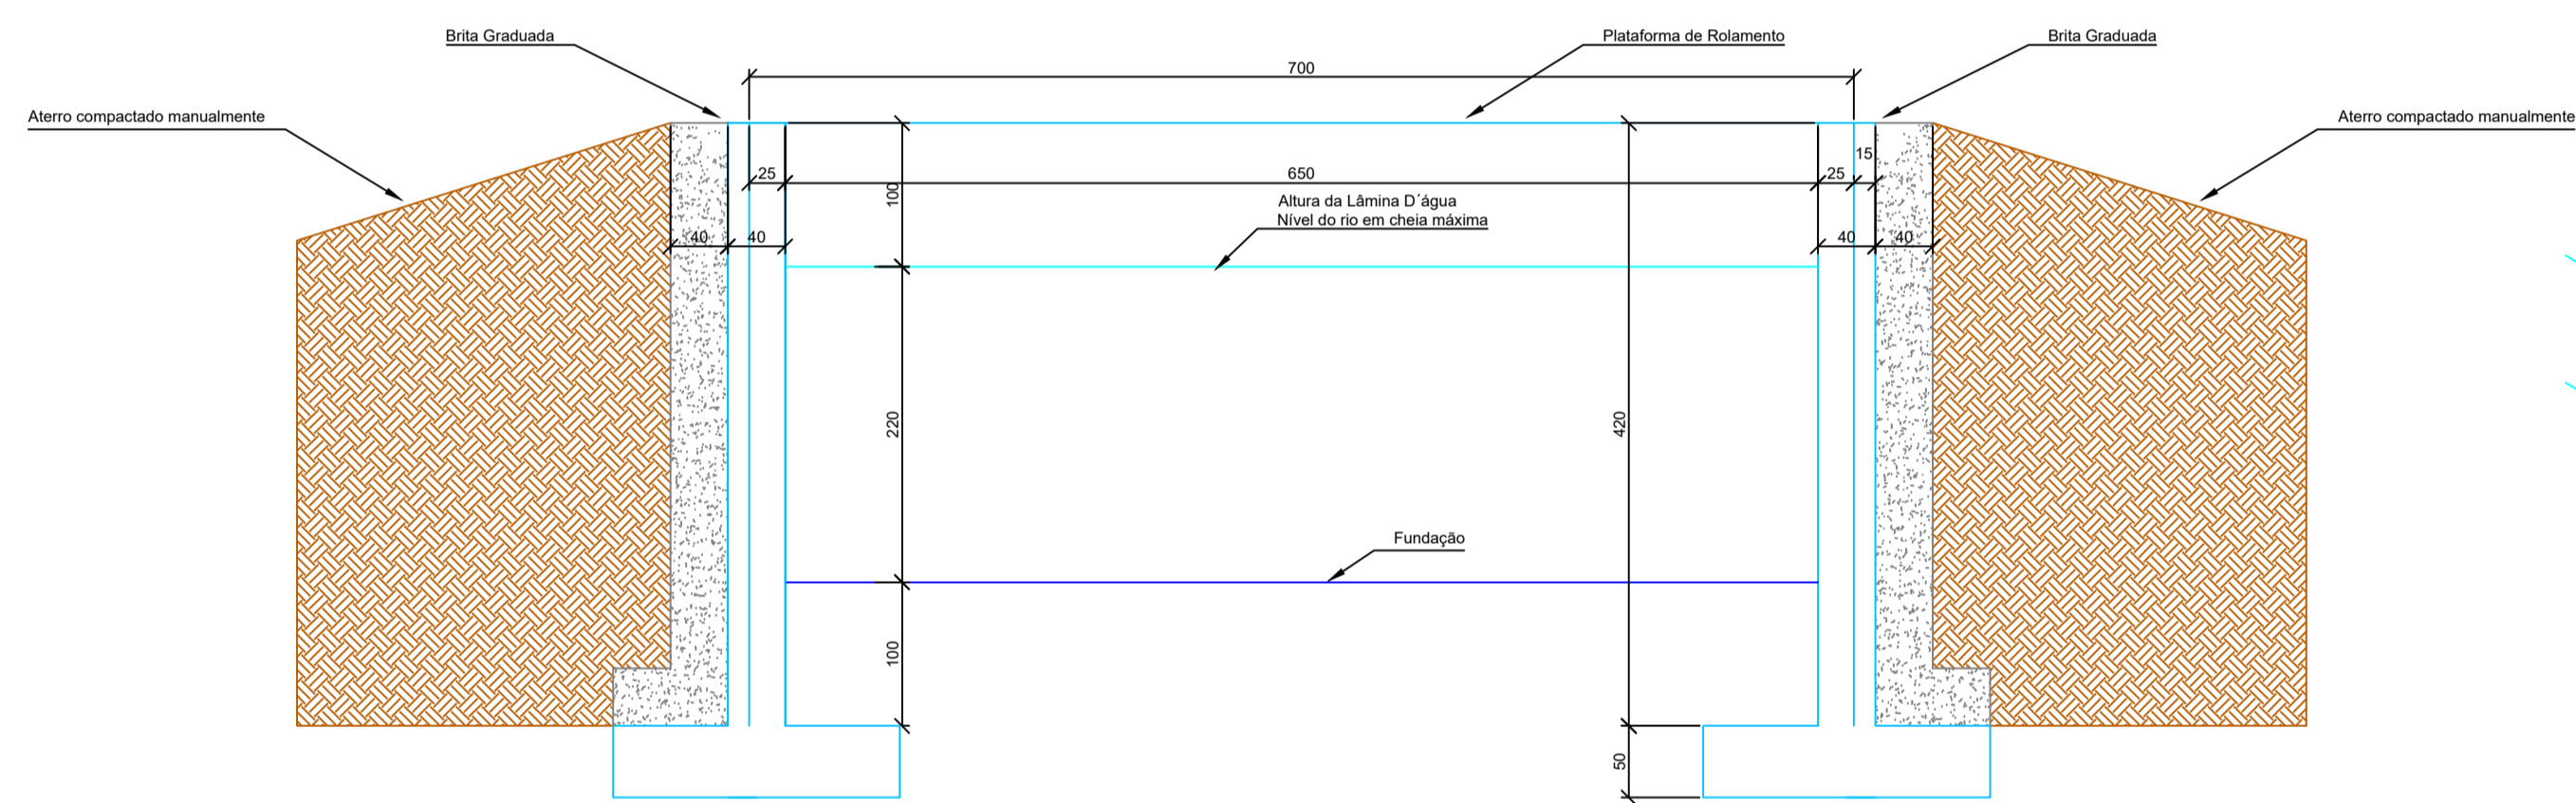 Brita Graduada
Plataforma de Rolamento
Brita Graduada
700
Aterro compactado manualmente
Aterro compactado manualmente
15
25
650
25
100
Altura da Lâmina D´água
Nível do rio em cheia máxima
40
40
40
40
220
420
Fundação
100
50